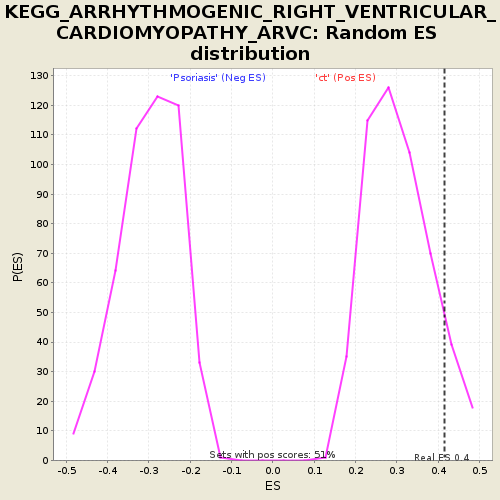 KEGG_ARRHYTHMOGENIC_RIGHT_VENTRICULAR_
CARDIOMYOPATHY_ARVC: Random ES
distribution
'Psoriasis' (Neg ES)
'ct' (Pos ES)
130
120
110
100
90
80
70
60
50
40
30
20
10
0
P(ES)
Sets with pos scores: 51%
Real ES 0.4
-0.5 -0.4 -0.3 -0.2 -0.1 0.0 0.1 0.2 0.3 0.4 0.5
ES